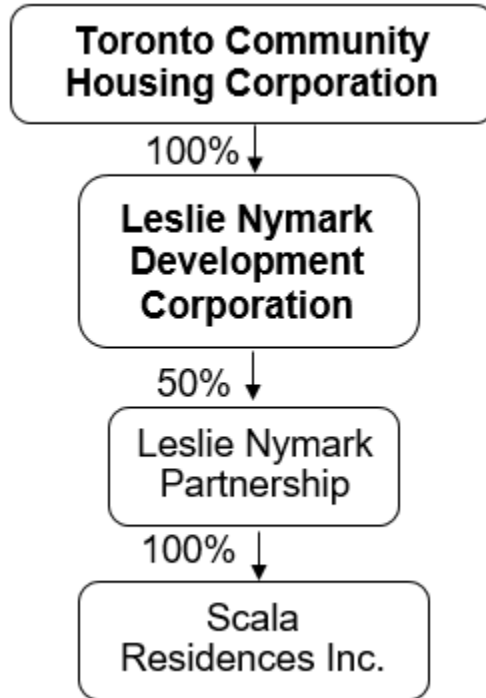 Toronto Community
Housing Corporation
100%
Leslie Nymark
Development
Corporation
50%
Leslie Nymark
Partnership
100%
Scala
Residences Inc.